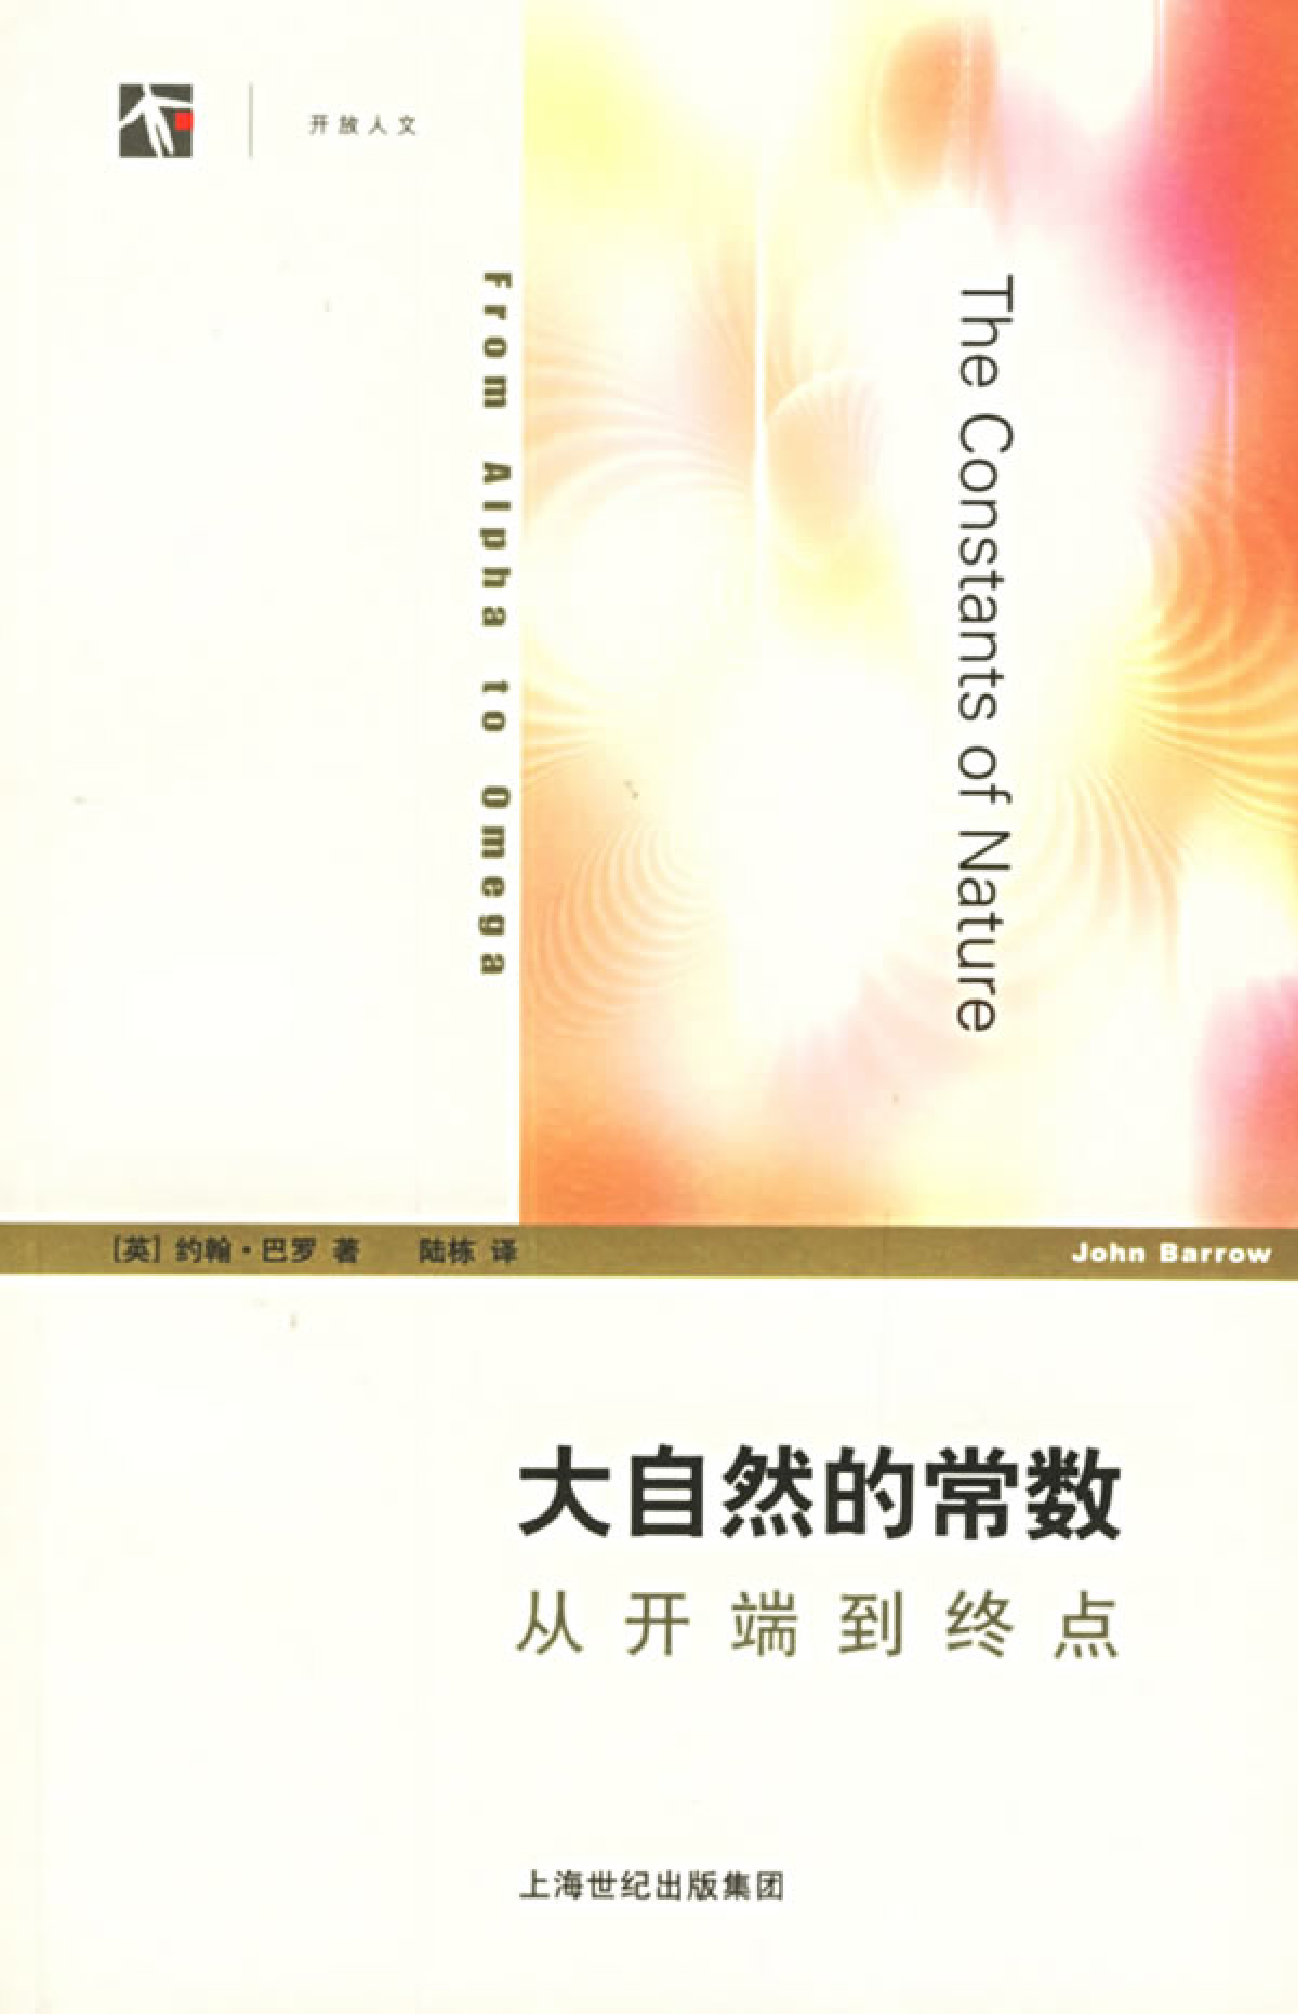 开放人文
From Alpha to Omega
The Constants of Nature
[英] 约翰·巴罗 著 陆栋 译
John Barrow
大自然的常数
从开端到终点
上海世纪出版集团